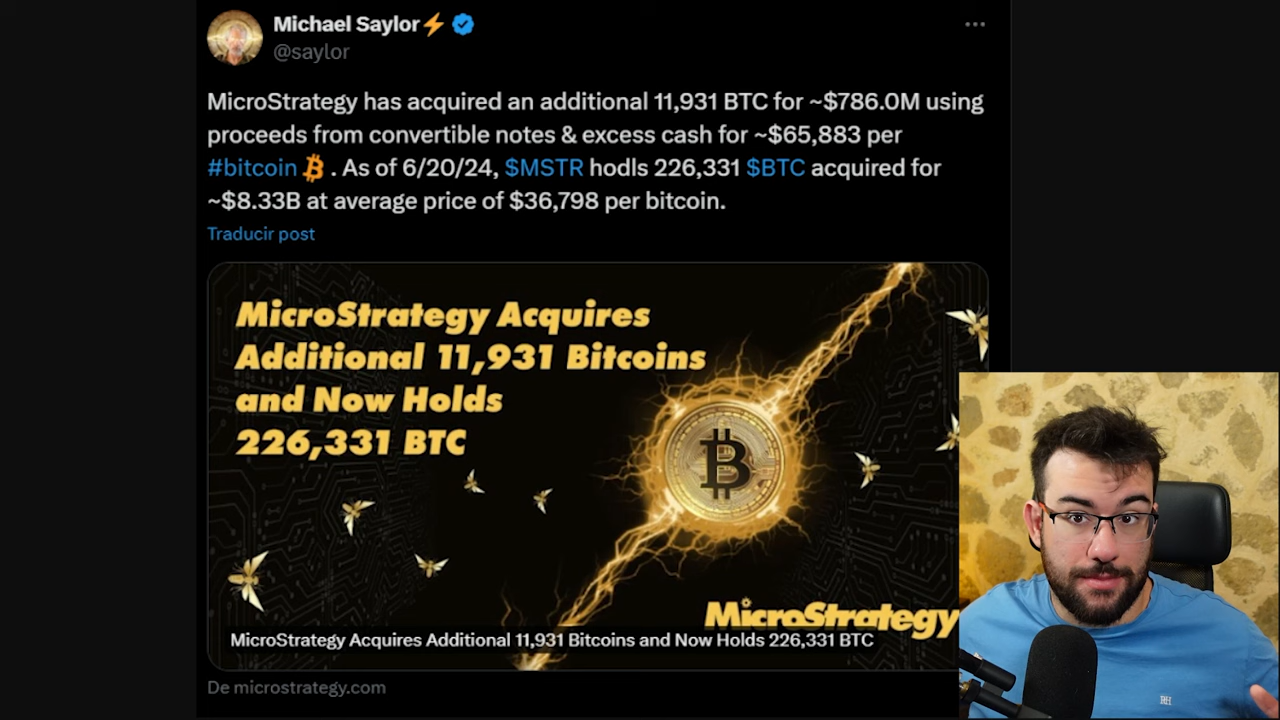 Michael Saylor⚡
@saylor
MicroStrategy has acquired an additional 11,931 BTC for ~$786.0M using
proceeds from convertible notes & excess cash for ~$65,883 per
#bitcoin ₿ . As of 6/20/24, $MSTR hodls 226,331 $BTC acquired for
~$8.33B at average price of $36,798 per bitcoin.
Traducir post
MicroStrategy Acquires
Additional 11,931 Bitcoins
and Now Holds
226,331 BTC
MicroStrategy
MicroStrategy Acquires Additional 11,931 Bitcoins and Now Holds 226,331 BTC
De microstrategy.com